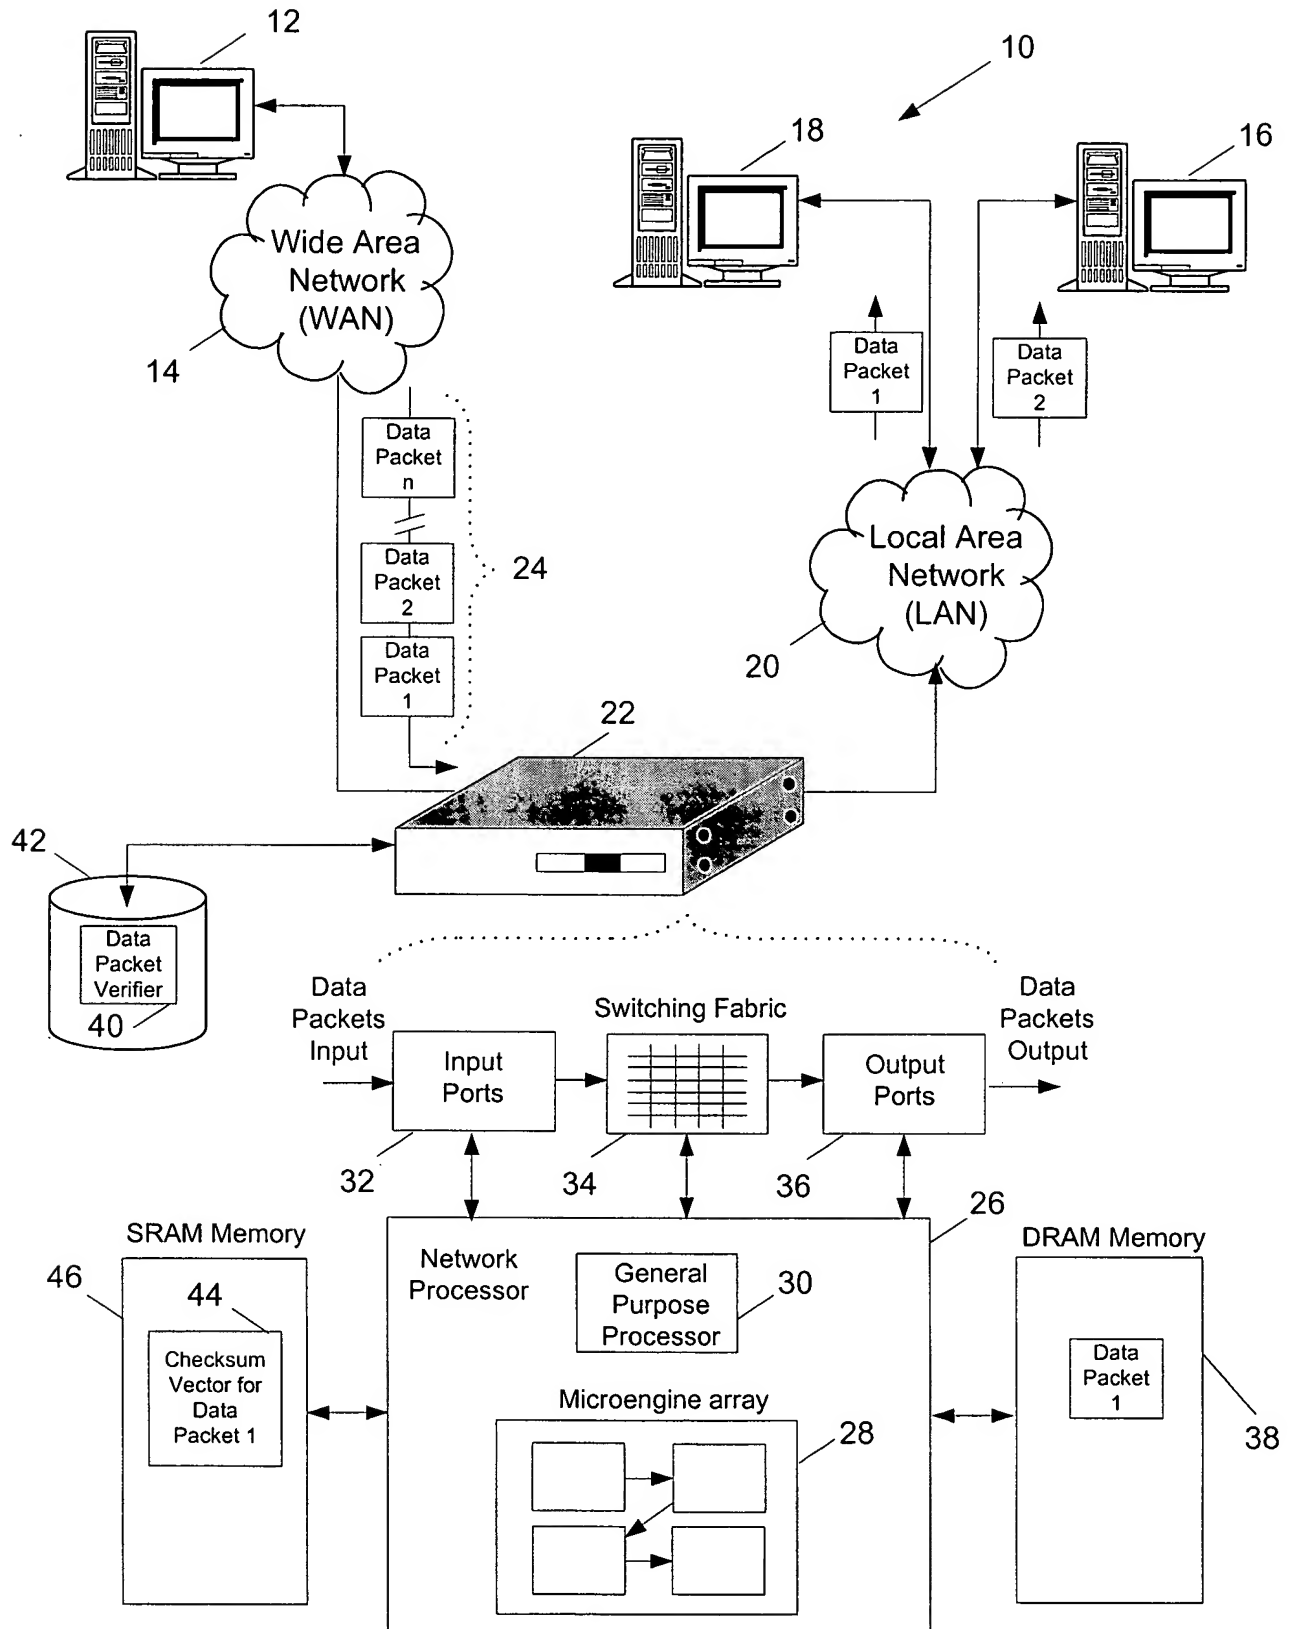 12
10
18
16
Wide Area
Network
(WAN)
14
Data
Packet
1
Data
Packet
2
Data
Packet
n
Data
Packet
2
Data
Packet
1
24
Local Area
Network
(LAN)
20
22
42
Data
Packet
Verifier
40
Data
Packets
Input
Switching Fabric
Data
Packets
Output
Input
Ports
Output
Ports
32
34
36
26
SRAM Memory
46
44
Checksum
Vector for
Data
Packet 1
Network
Processor
General
Purpose
Processor
30
Microengine array
28
DRAM Memory
Data
Packet
1
38